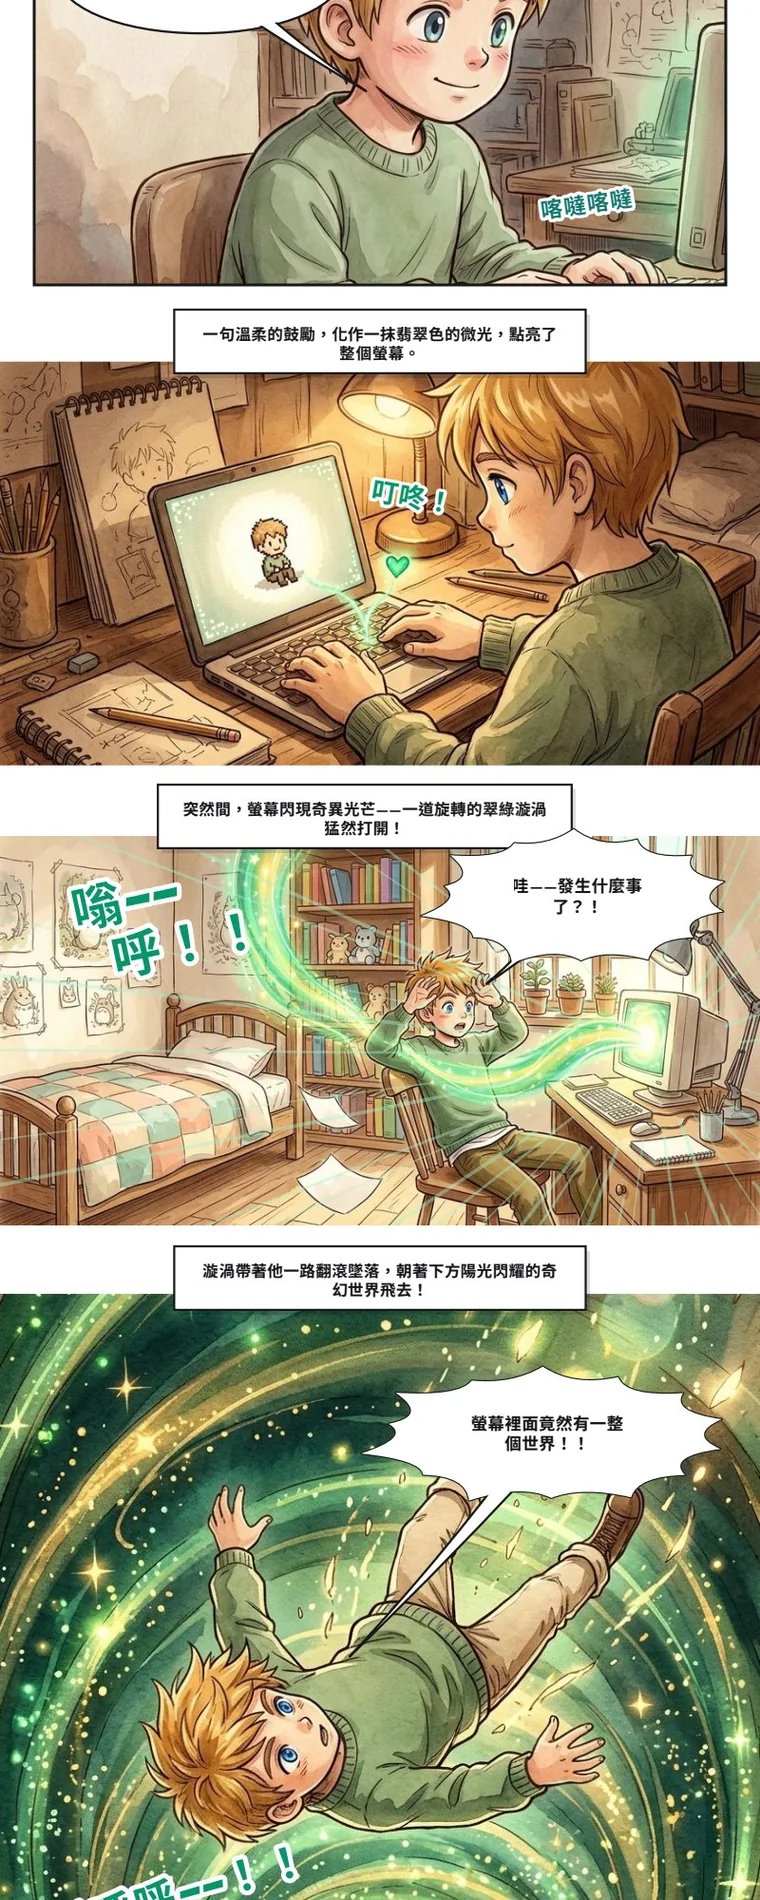 喀噠喀噠
一句溫柔的鼓勵，化作一抹翡翠色的微光，點亮了
整個螢幕。
叮咚！
突然間，螢幕閃現奇異光芒——一道旋轉的翠綠漩渦
猛然打開！
嗡——
呼！！
哇——發生什麼事
了？！
漩渦帶著他一路翻滾墜落，朝著下方陽光閃耀的奇
幻世界飛去！
螢幕裡面竟然有一整
個世界！！
呼——！！